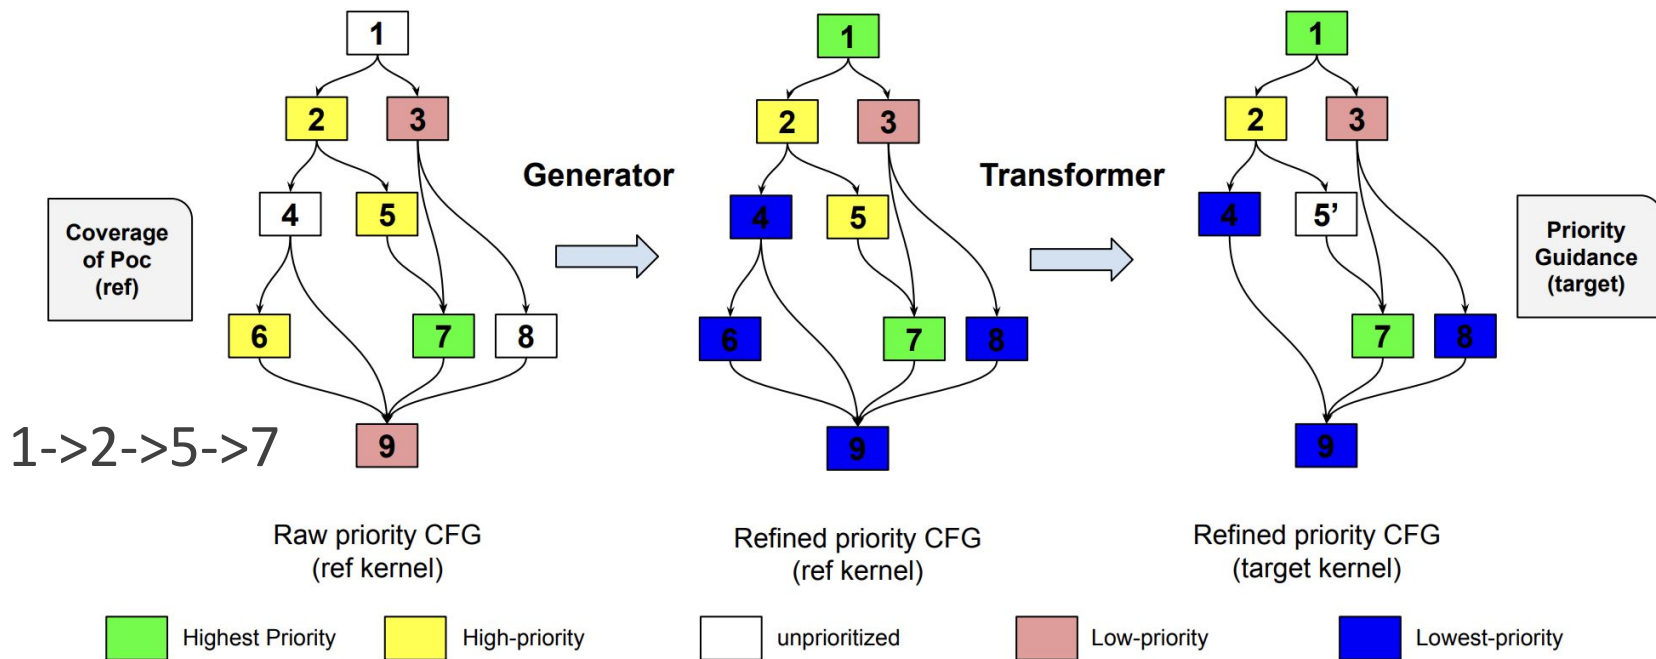 1
2
3
4
5
6
7
8
9
Coverage
of Poc
(ref)
1->2->5->7
Raw priority CFG
(ref kernel)
Generator
1
2
3
4
5
6
7
8
9
Refined priority CFG
(ref kernel)
Transformer
1
2
3
4
5’
7
8
9
Refined priority CFG
(target kernel)
Priority
Guidance
(target)
Highest Priority
High-priority
unprioritized
Low-priority
Lowest-priority